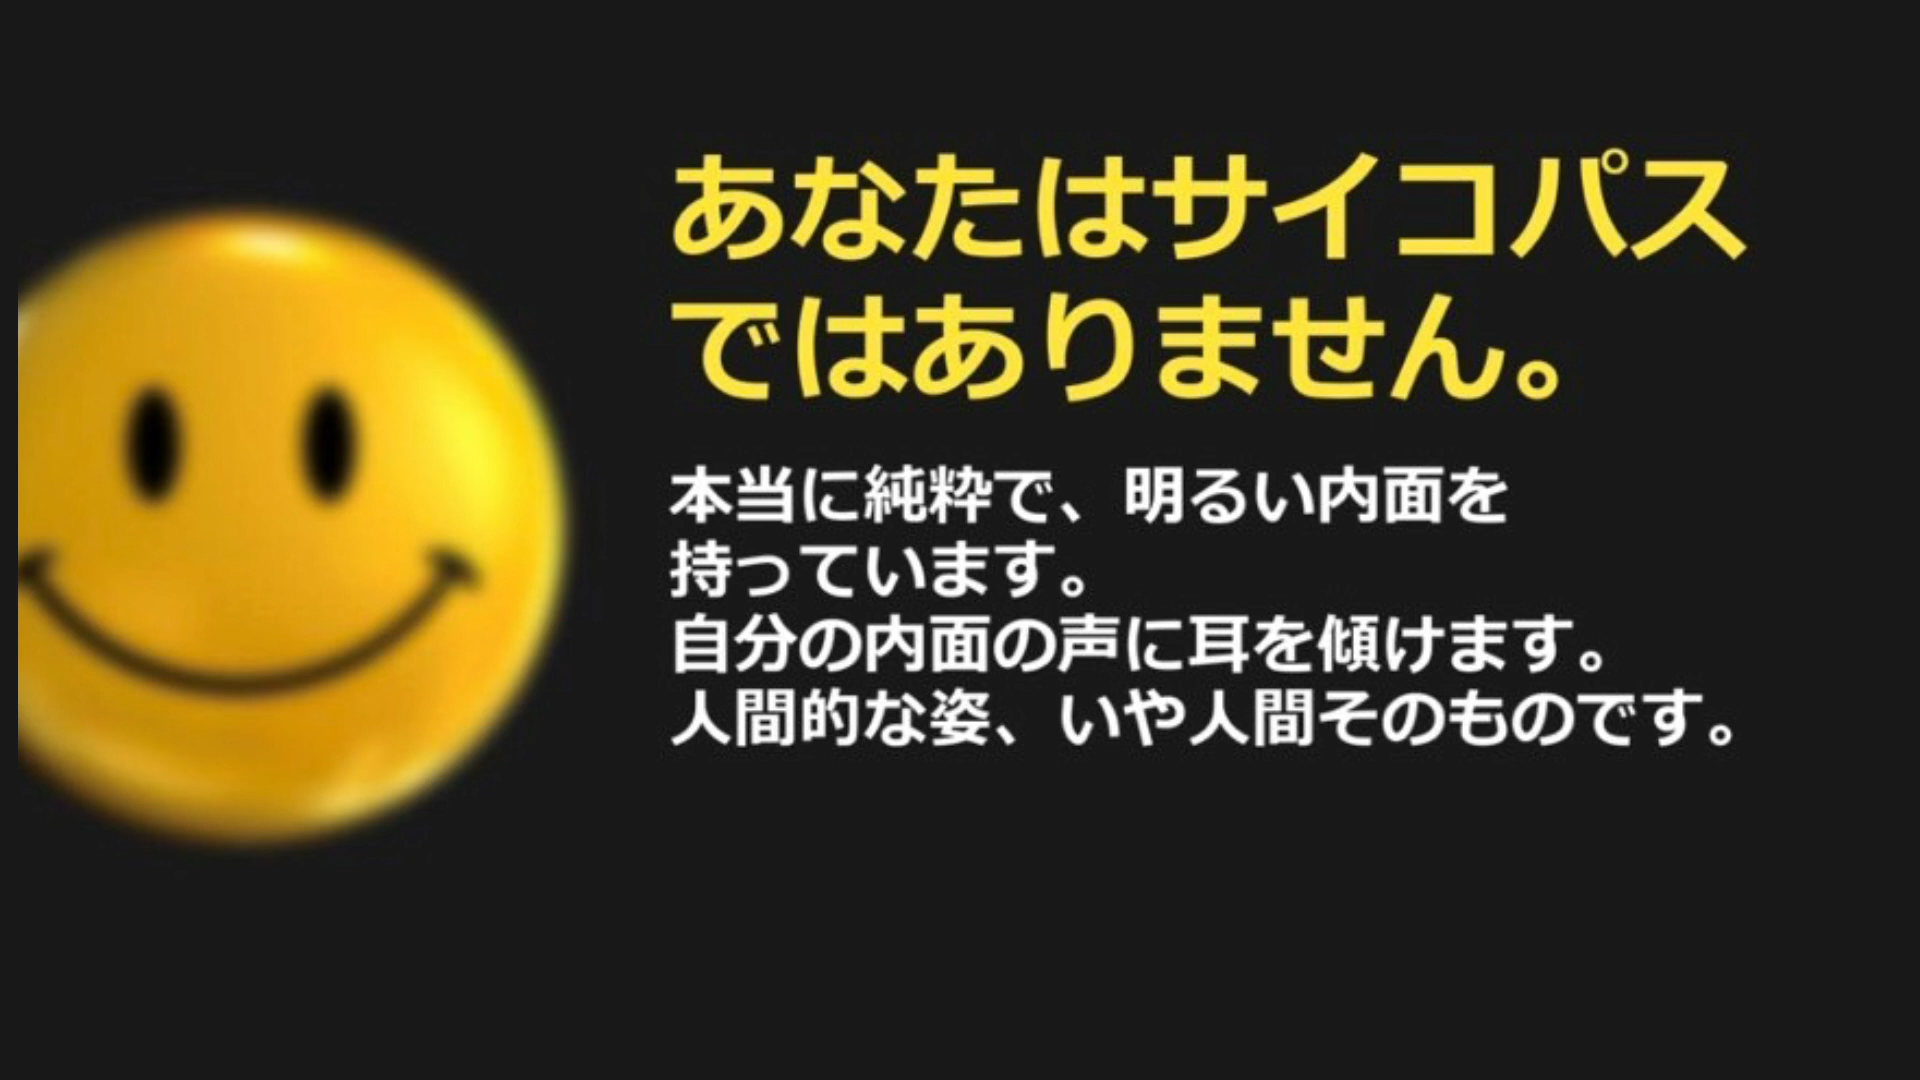 あなたはサイコパス
ではありません。
本当に純粋で、明るい内面を
持っています。
自分の内面の声に耳を傾けます。
人間的な姿、いや人間そのものです。